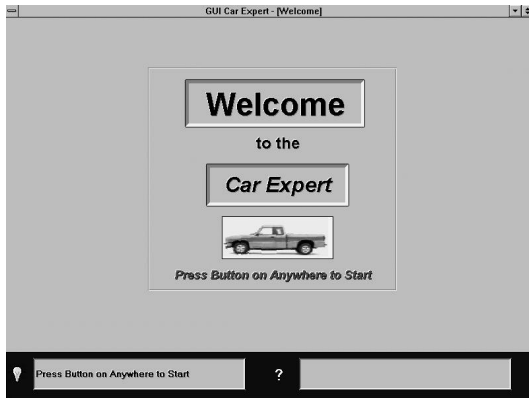 GUI Car Expert - [Welcome]
Welcome
to the
Car Expert
Press Button on Anywhere to Start
Press Button on Anywhere to Start
?